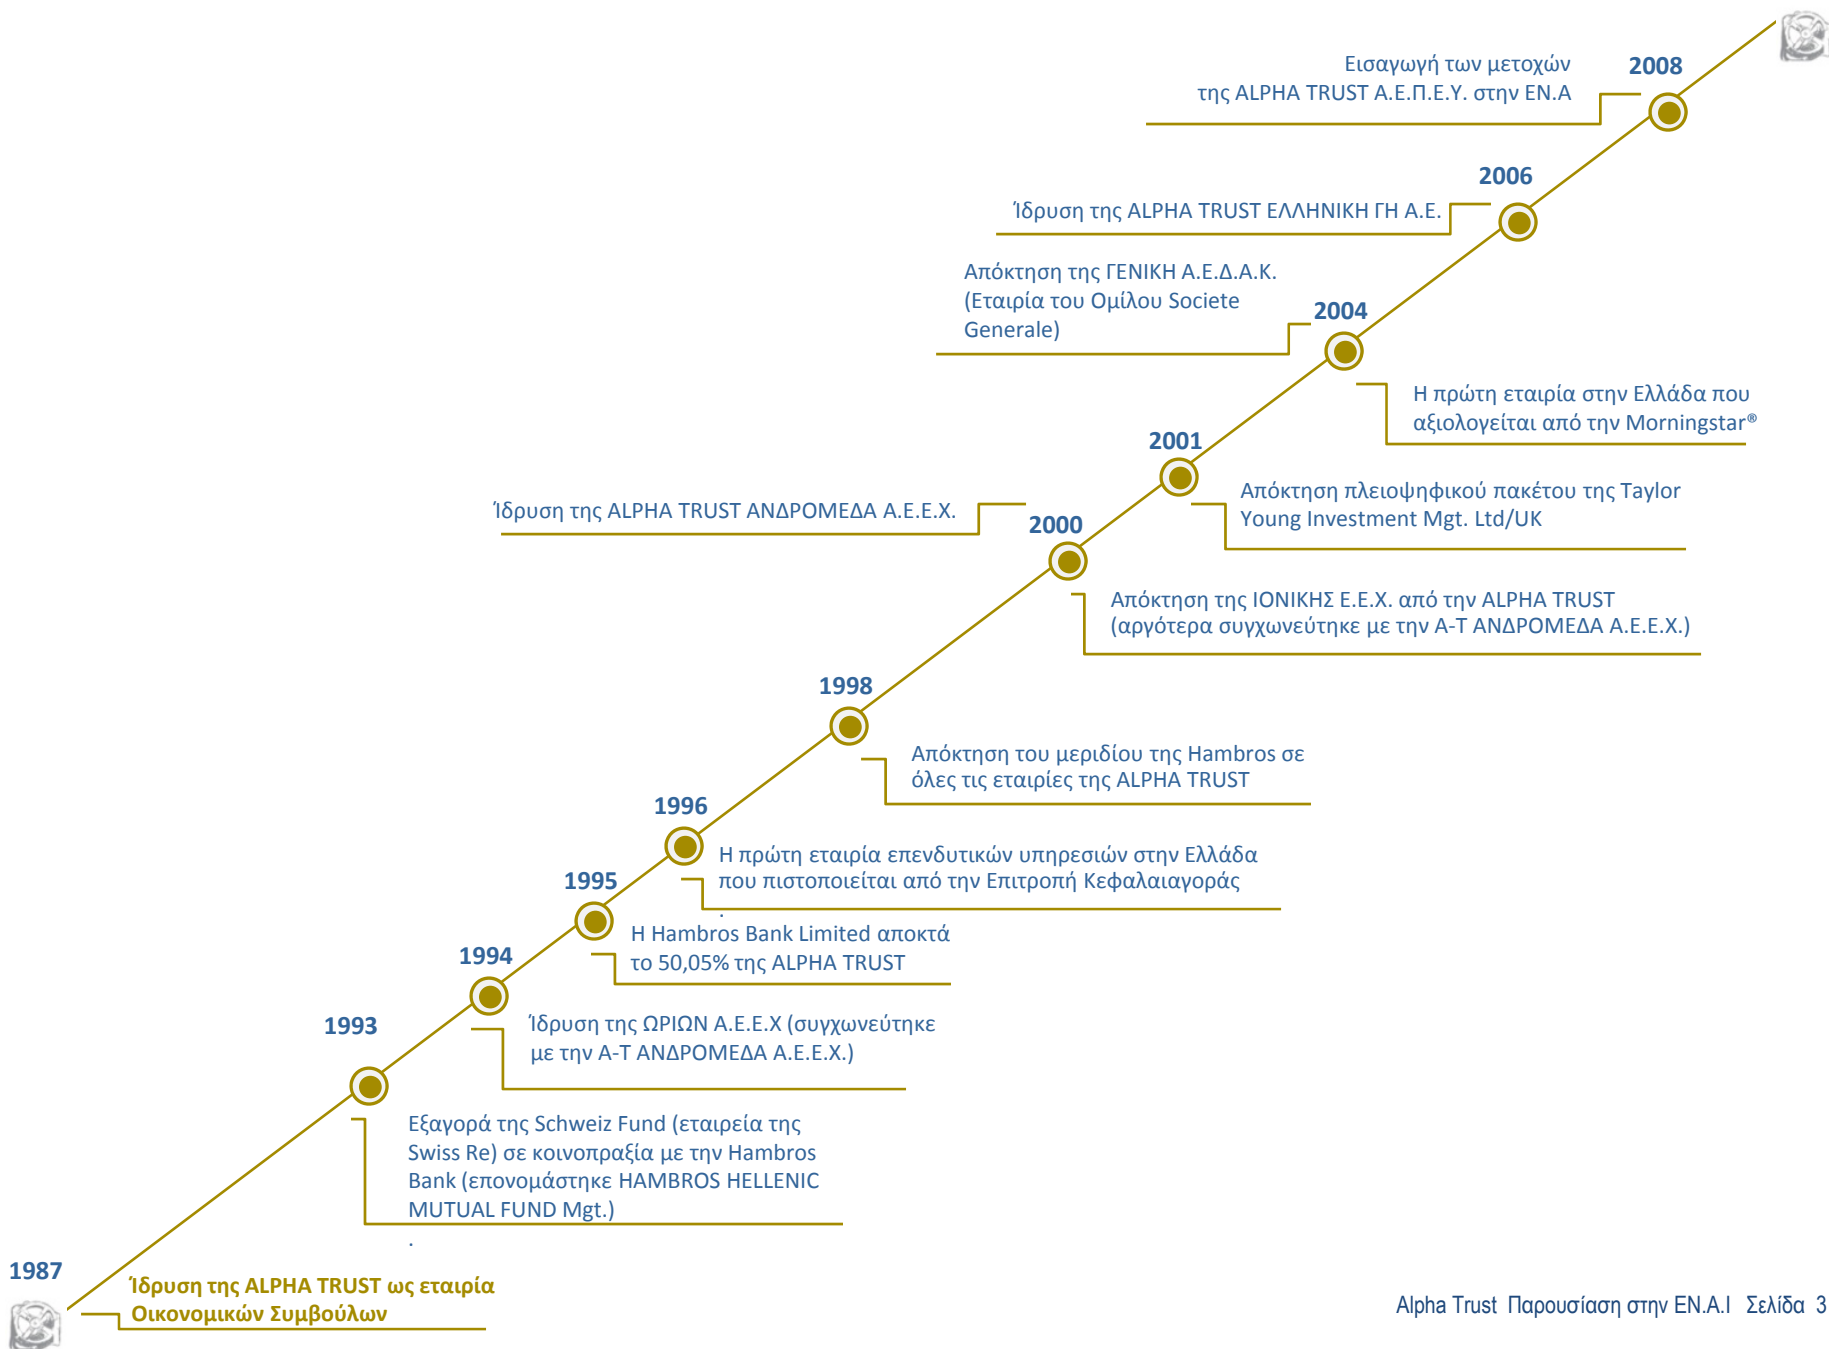 2008
Εισαγωγή των μετοχών
της ALPHA TRUST Α.Ε.Π.Ε.Υ. στην ΕΝ.Α
2006
Ίδρυση της ALPHA TRUST ΕΛΛΗΝΙΚΗ ΓΗ Α.Ε.
Απόκτηση της ΓΕΝΙΚΗ Α.Ε.Δ.Α.Κ.
(Εταιρία του Ομίλου Societe
Generale)
2004
Η πρώτη εταιρία στην Ελλάδα που
αξιολογείται από την Morningstar®
2001
Απόκτηση πλειοψηφικού πακέτου της Taylor
Young Investment Mgt. Ltd/UK
Ίδρυση της ALPHA TRUST ΑΝΔΡΟΜΕΔΑ Α.Ε.Ε.Χ.
2000
Απόκτηση της ΙΟΝΙΚΗΣ Ε.Ε.Χ. από την ALPHA TRUST
(αργότερα συγχωνεύτηκε με την Α-Τ ΑΝΔΡΟΜΕΔΑ Α.Ε.Ε.Χ.)
1998
Απόκτηση του μεριδίου της Hambros σε
όλες τις εταιρίες της ALPHA TRUST
1996
Η πρώτη εταιρία επενδυτικών υπηρεσιών στην Ελλάδα
που πιστοποιείται από την Επιτροπή Κεφαλαιαγοράς
.
1995
Η Hambros Bank Limited αποκτά
το 50,05% της ALPHA TRUST
1994
Ίδρυση της ΩΡΙΩΝ Α.Ε.Ε.Χ (συγχωνεύτηκε
με την Α-Τ ΑΝΔΡΟΜΕΔΑ Α.Ε.Ε.Χ.)
1993
Εξαγορά της Schweiz Fund (εταιρεία της
Swiss Re) σε κοινοπραξία με την Hambros
Bank (επονομάστηκε HAMBROS HELLENIC
MUTUAL FUND Mgt.)
.
1987
Ίδρυση της ALPHA TRUST ως εταιρία
Οικονομικών Συμβούλων
Alpha Trust Παρουσίαση στην ΕΝ.Α.Ι Σελίδα 3